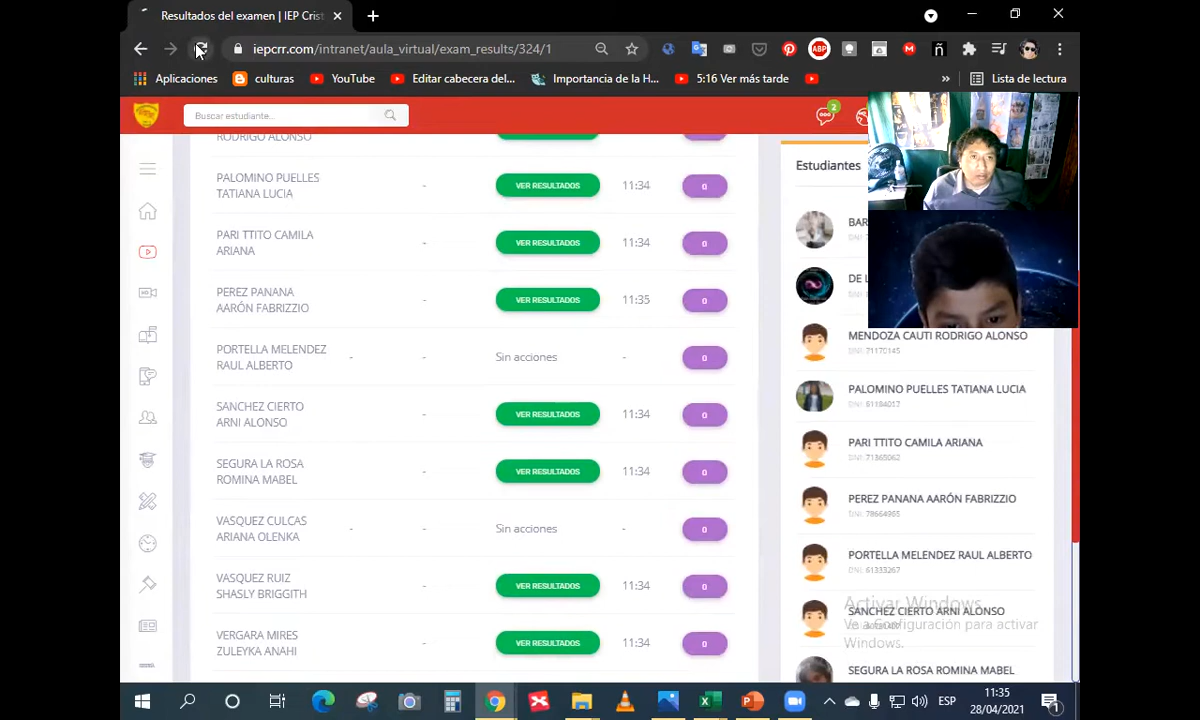 Resultados del examen | IEP Crist
iepcrr.com/intranet/aula_virtual/exam_results/324/1
Aplicaciones culturas YouTube Editar cabecera del... Importancia de la H... 5:16 Ver más tarde » Lista de lectura
Buscar estudiante... 2
RODRIGO ALONSO
PALOMINO PUELLES
TATIANA LUCIA - VER RESULTADOS 11:34 0
PARI TTITO CAMILA
ARIANA - VER RESULTADOS 11:34 0
PEREZ PANANA
AARÓN FABRIZZIO - VER RESULTADOS 11:35 0
PORTELLA MELENDEZ
RAUL ALBERTO - - Sin acciones - 0
SANCHEZ CIERTO
ARNI ALONSO - VER RESULTADOS 11:34 0
SEGURA LA ROSA
ROMINA MABEL - VER RESULTADOS 11:34 0
VASQUEZ CULCAS
ARIANA OLENKA - - Sin acciones - 0
VASQUEZ RUIZ
SHASLY BRIGGITH - VER RESULTADOS 11:34 0
VERGARA MIRES
ZULEYKA ANAHI - VER RESULTADOS 11:34 0
Estudiantes
BAR
DE L
MENDOZA CAUTI RODRIGO ALONSO
DNI: 71170145
PALOMINO PUELLES TATIANA LUCIA
PARI TTITO CAMILA ARIANA
PEREZ PANANA AARÓN FABRIZZIO
PORTELLA MELENDEZ RAUL ALBERTO
DNI: 61333267
SANCHEZ CIERTO ARNI ALONSO
SEGURA LA ROSA ROMINA MABEL
Activar Windows
Ve a Configuración para activar
Windows.
ESP 11:35
28/04/2021 1